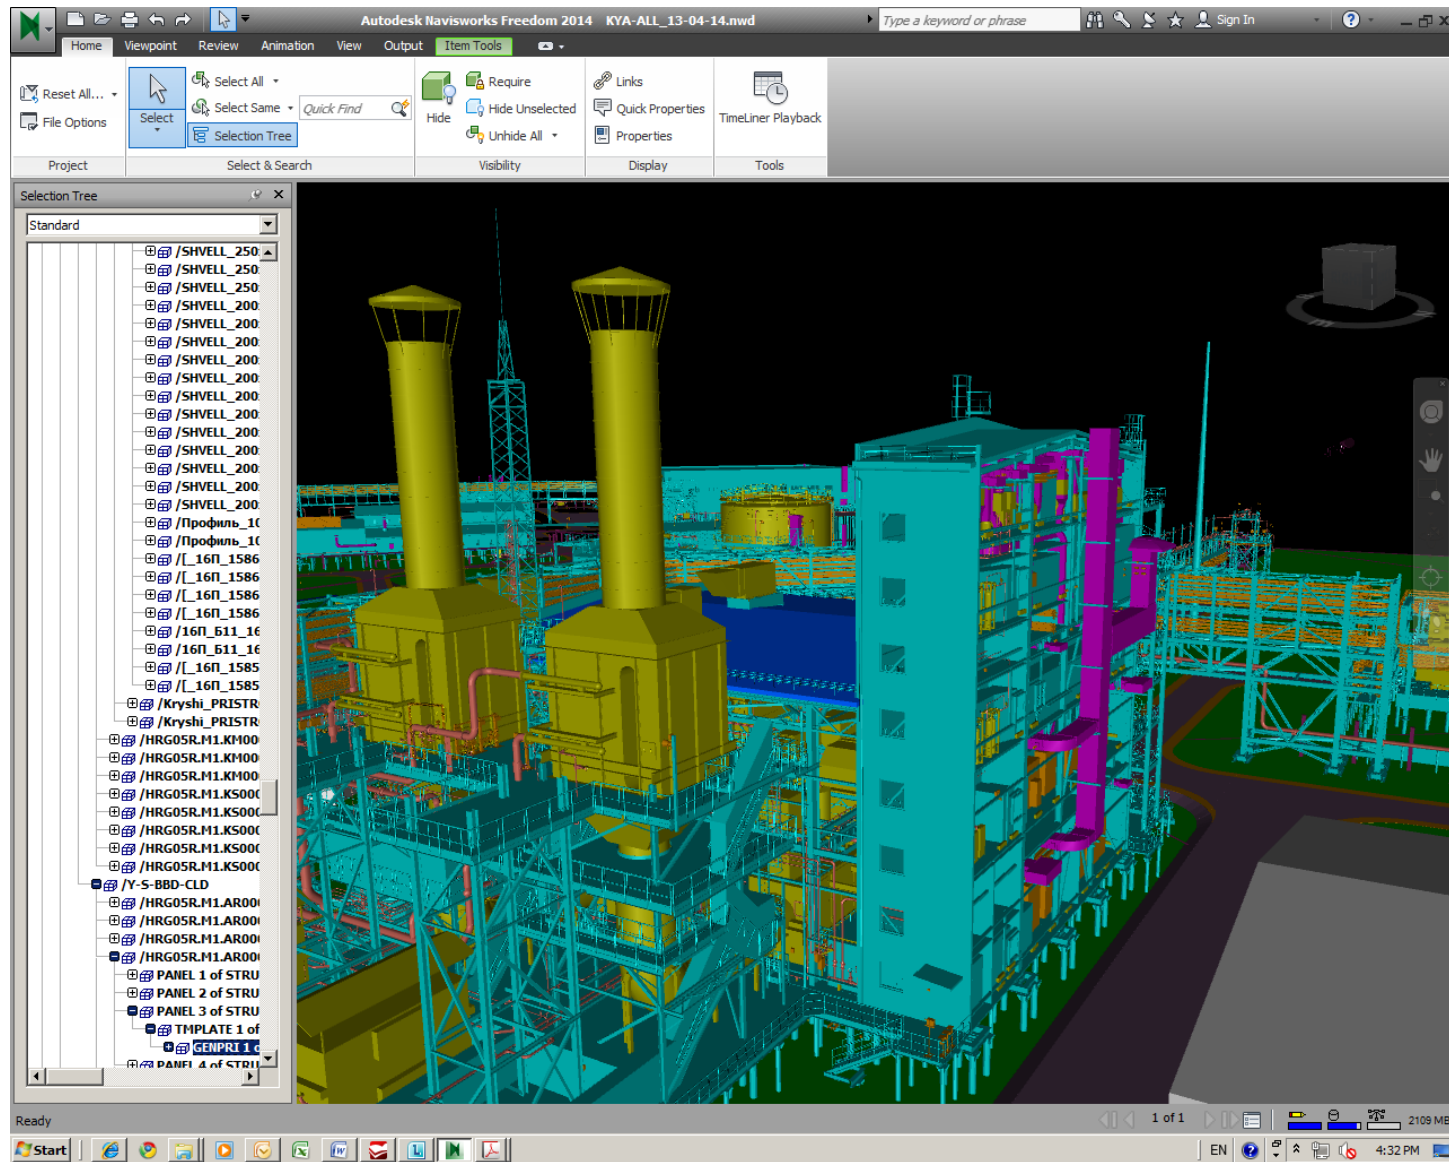 Autodesk Navisworks Freedom 2014 KYA-ALL_13-04-14.nwd
Type a keyword or phrase
Sign In
Home Viewpoint Review Animation View Output Item Tools
Reset All...
File Options
Project
Select
Select All
Select Same
Selection Tree
Quick Find
Select & Search
Hide
Require
Hide Unselected
Unhide All
Visibility
Links
Quick Properties
Properties
Display
TimeLiner Playback
Tools
Selection Tree
Standard
/SHVELL_250
/SHVELL_250
/SHVELL_250
/SHVELL_200
/SHVELL_200
/SHVELL_200
/SHVELL_200
/SHVELL_200
/SHVELL_200
/SHVELL_200
/SHVELL_200
/SHVELL_200
/SHVELL_200
/SHVELL_200
/SHVELL_200
/Профиль_10
/Профиль_10
/[_16П_1586
/[_16П_1586
/[_16П_1586
/[_16П_1586
/16П_Б11_16
/16П_Б11_16
/[_16П_1585
/[_16П_1585
/Kryshi_PRISTR
/Kryshi_PRISTR
/HRG05R.M1.KM00
/HRG05R.M1.KM00
/HRG05R.M1.KM00
/HRG05R.M1.KS000
/HRG05R.M1.KS000
/HRG05R.M1.KS000
/HRG05R.M1.KS000
/HRG05R.M1.KS000
/Y-S-BBD-CLD
/HRG05R.M1.AR00
/HRG05R.M1.AR00
/HRG05R.M1.AR00
/HRG05R.M1.AR00
PANEL 1 of STRU
PANEL 2 of STRU
PANEL 3 of STRU
TMPLATE 1 of
GENPRI 1 o
PANEL 4 of STRU
Ready
1 of 1
2109 MB
Start
EN
4:32 PM